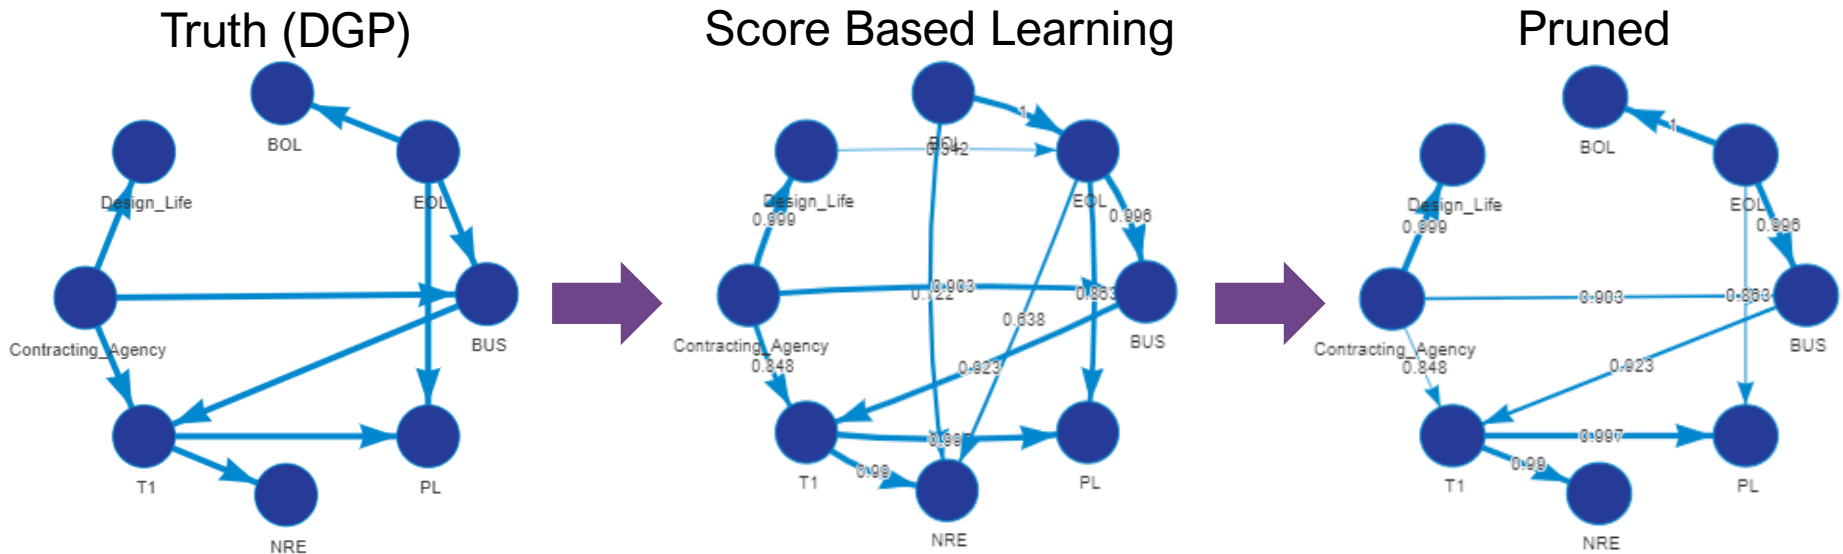 Truth (DGP)
Score Based Learning
Pruned
BOL
Design_Life
EOL
Contracting_Agency
BUS
T1
PL
NRE
1
BOL
0.542
Design_Life
EOL
0.999
0.996
0.903
0.722
0.863
0.638
Contracting_Agency
BUS
0.848
0.923
0.997
0.99
T1
PL
NRE
1
BOL
Design_Life
EOL
0.999
0.996
0.903
0.863
Contracting_Agency
BUS
0.848
0.923
0.997
0.99
T1
PL
NRE